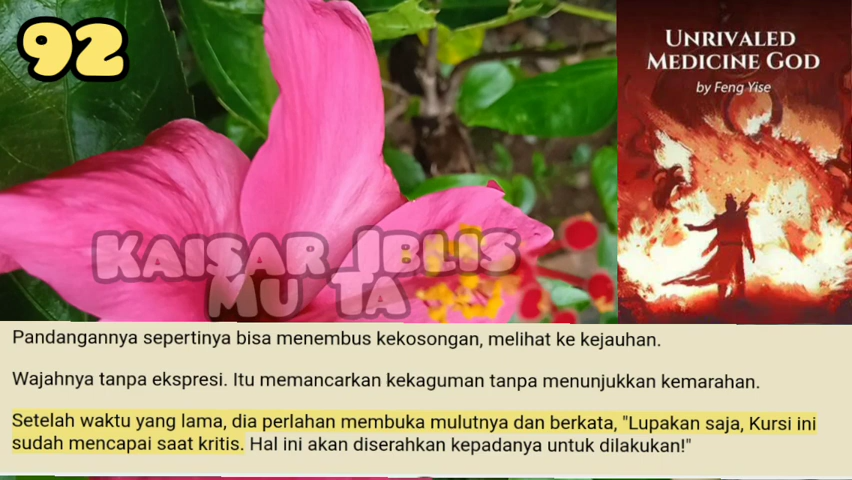 92
UNRIVALED
MEDICINE GOD
by Feng Yise
KAISAR IBLIS
MU TA
Pandangannya sepertinya bisa menembus kekosongan, melihat ke kejauhan.
Wajahnya tanpa ekspresi. Itu memancarkan kekaguman tanpa menunjukkan kemarahan.
Setelah waktu yang lama, dia perlahan membuka mulutnya dan berkata, "Lupakan saja, Kursi ini
sudah mencapai saat kritis. Hal ini akan diserahkan kepadanya untuk dilakukan!"